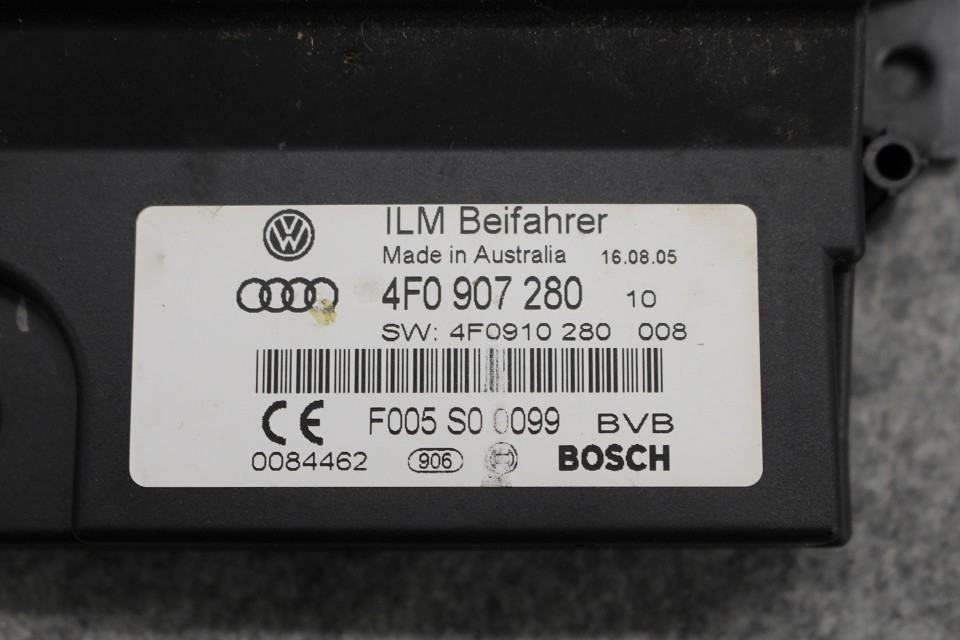 ILM Beifahrer
Made in Australia 16.08.05
4F0 907 280 10
SW: 4F0910 280 008
CE F005 S0 0099 BVB
0084462 906 BOSCH